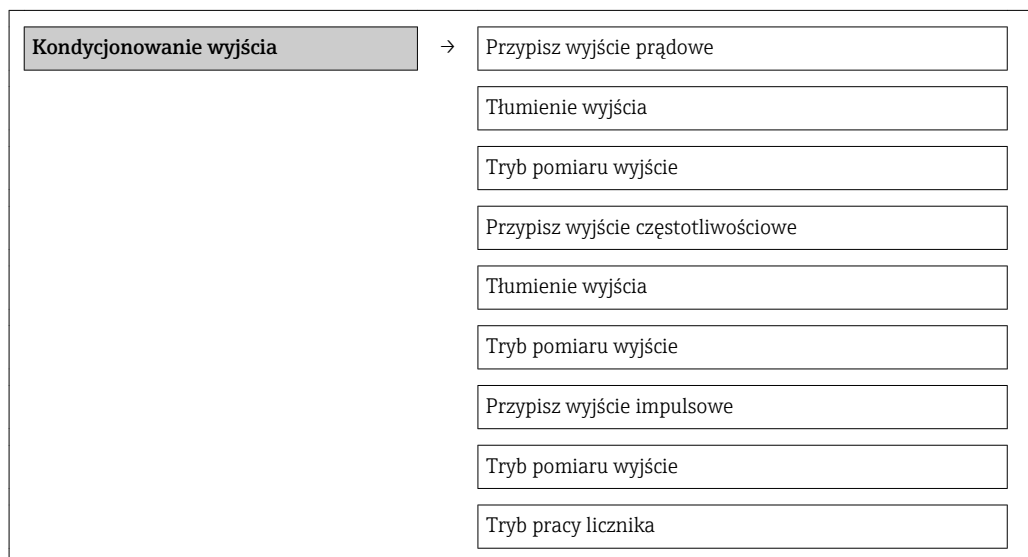 Kondycjonowanie wyjścia → Przypisz wyjście prądowe
Tłumienie wyjścia
Tryb pomiaru wyjście
Przypisz wyjście częstotliwościowe
Tłumienie wyjścia
Tryb pomiaru wyjście
Przypisz wyjście impulsowe
Tryb pomiaru wyjście
Tryb pracy licznika